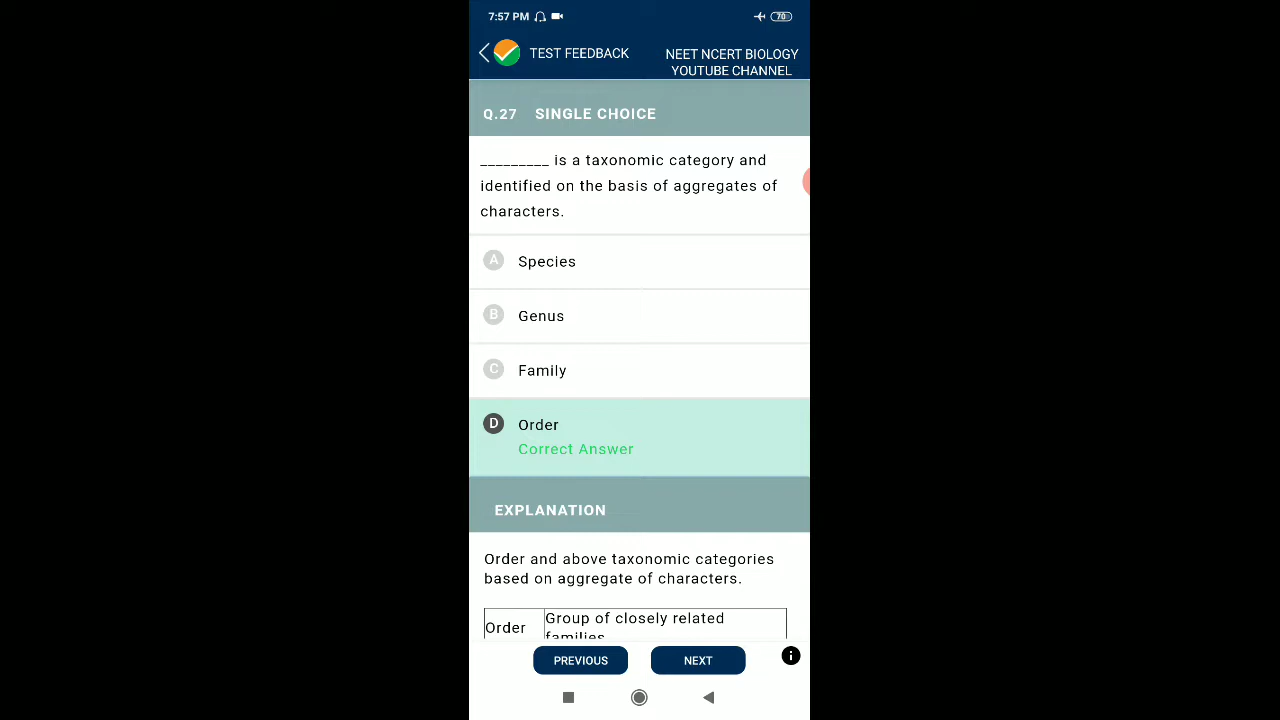 7:57 PM
70
TEST FEEDBACK
NEET NCERT BIOLOGY
YOUTUBE CHANNEL
Q.27 SINGLE CHOICE
_________ is a taxonomic category and
identified on the basis of aggregates of
characters.
A Species
B Genus
C Family
D Order
Correct Answer
EXPLANATION
Order and above taxonomic categories
based on aggregate of characters.
Order Group of closely related
families
PREVIOUS NEXT